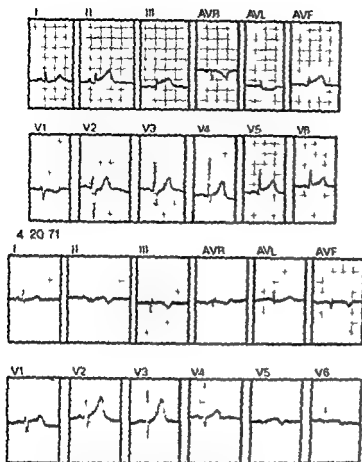 I II III AVR AVL AVF
V1 V2 V3 V4 V5 V6
4 20 71
I II III AVR AVL AVF
V1 V2 V3 V4 V5 V6